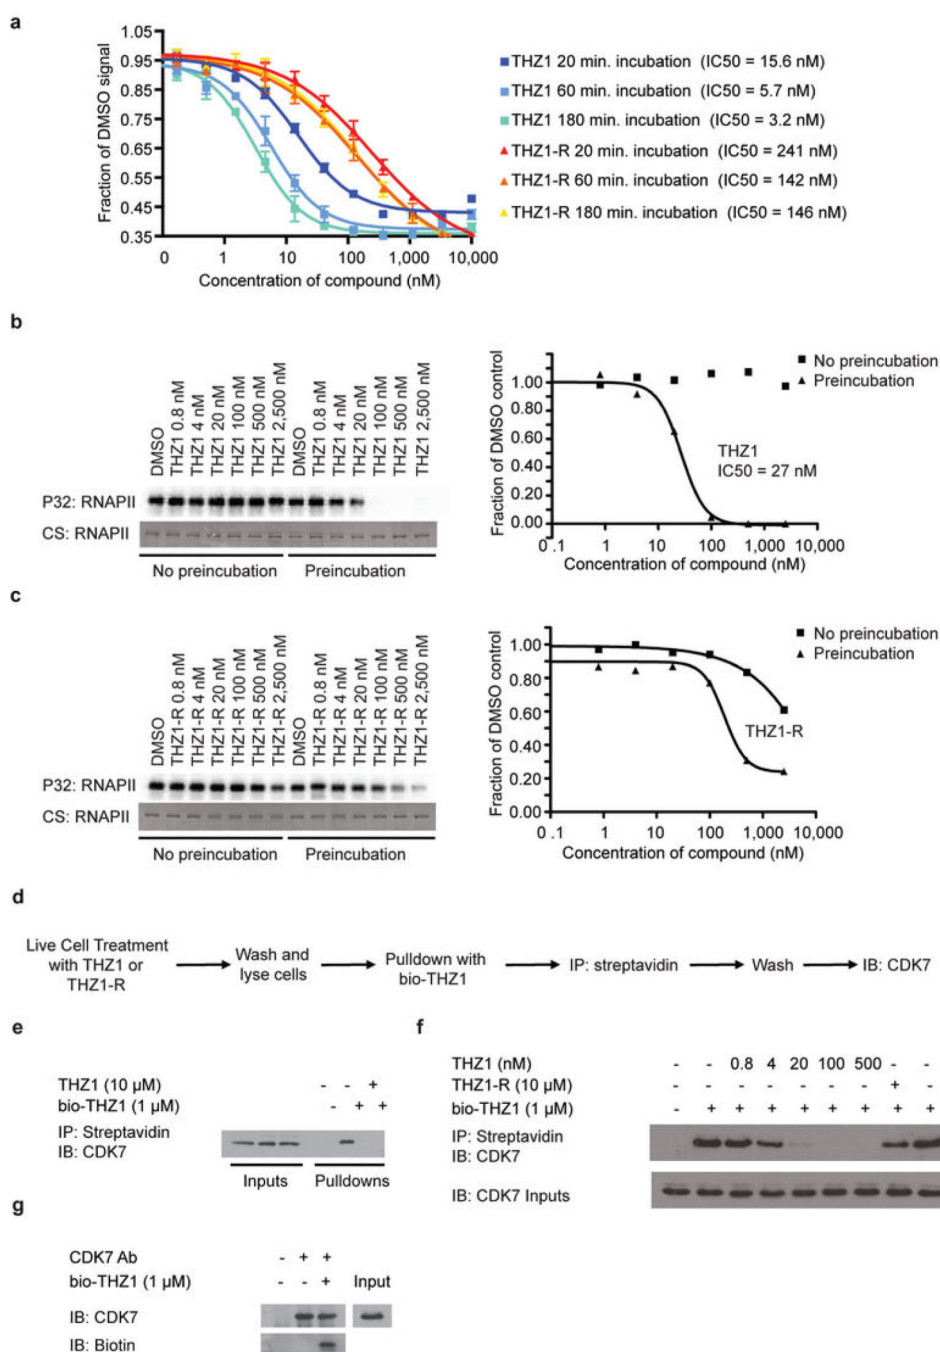 a
Fraction of DMSO signal
1.05
0.95
0.85
0.75
0.65
0.55
0.45
0.35
0 1 10 100 1,000 10,000
Concentration of compound (nM)
THZ1 20 min. incubation (IC50 = 15.6 nM)
THZ1 60 min. incubation (IC50 = 5.7 nM)
THZ1 180 min. incubation (IC50 = 3.2 nM)
THZ1-R 20 min. incubation (IC50 = 241 nM)
THZ1-R 60 min. incubation (IC50 = 142 nM)
THZ1-R 180 min. incubation (IC50 = 146 nM)
b
DMSO
THZ1 0.8 nM
THZ1 4 nM
THZ1 20 nM
THZ1 100 nM
THZ1 500 nM
THZ1 2,500 nM
DMSO
THZ1 0.8 nM
THZ1 4 nM
THZ1 20 nM
THZ1 100 nM
THZ1 500 nM
THZ1 2,500 nM
P32: RNAPII
CS: RNAPII
No preincubation Preincubation
Fraction of DMSO control
1.00
0.80
0.60
0.40
0.20
0.00
0.1 1 10 100 1,000 10,000
Concentration of compound (nM)
No preincubation
Preincubation
THZ1
IC50 = 27 nM
c
DMSO
THZ1-R 0.8 nM
THZ1-R 4 nM
THZ1-R 20 nM
THZ1-R 100 nM
THZ1-R 500 nM
THZ1-R 2,500 nM
DMSO
THZ1-R 0.8 nM
THZ1-R 4 nM
THZ1-R 20 nM
THZ1-R 100 nM
THZ1-R 500 nM
THZ1-R 2,500 nM
P32: RNAPII
CS: RNAPII
No preincubation Preincubation
Fraction of DMSO control
1.00
0.80
0.60
0.40
0.20
0.00
0 .1 1 10 100 1,000 10,000
Concentration of compound (nM)
No preincubation
Preincubation
THZ1-R
d
Live Cell Treatment
with THZ1 or
THZ1-R
Wash and
lyse cells
Pulldown with
bio-THZ1
IP: streptavidin
Wash
IB: CDK7
e
THZ1 (10 µM) - - +
bio-THZ1 (1 µM) - + +
IP: Streptavidin
IB: CDK7
Inputs Pulldowns
f
THZ1 (nM) - - 0.8 4 20 100 500 - -
THZ1-R (10 µM) - - - - - - - + -
bio-THZ1 (1 µM) - + + + + + + + +
IP: Streptavidin
IB: CDK7
IB: CDK7 Inputs
g
CDK7 Ab - + +
bio-THZ1 (1 µM) - - + Input
IB: CDK7
IB: Biotin